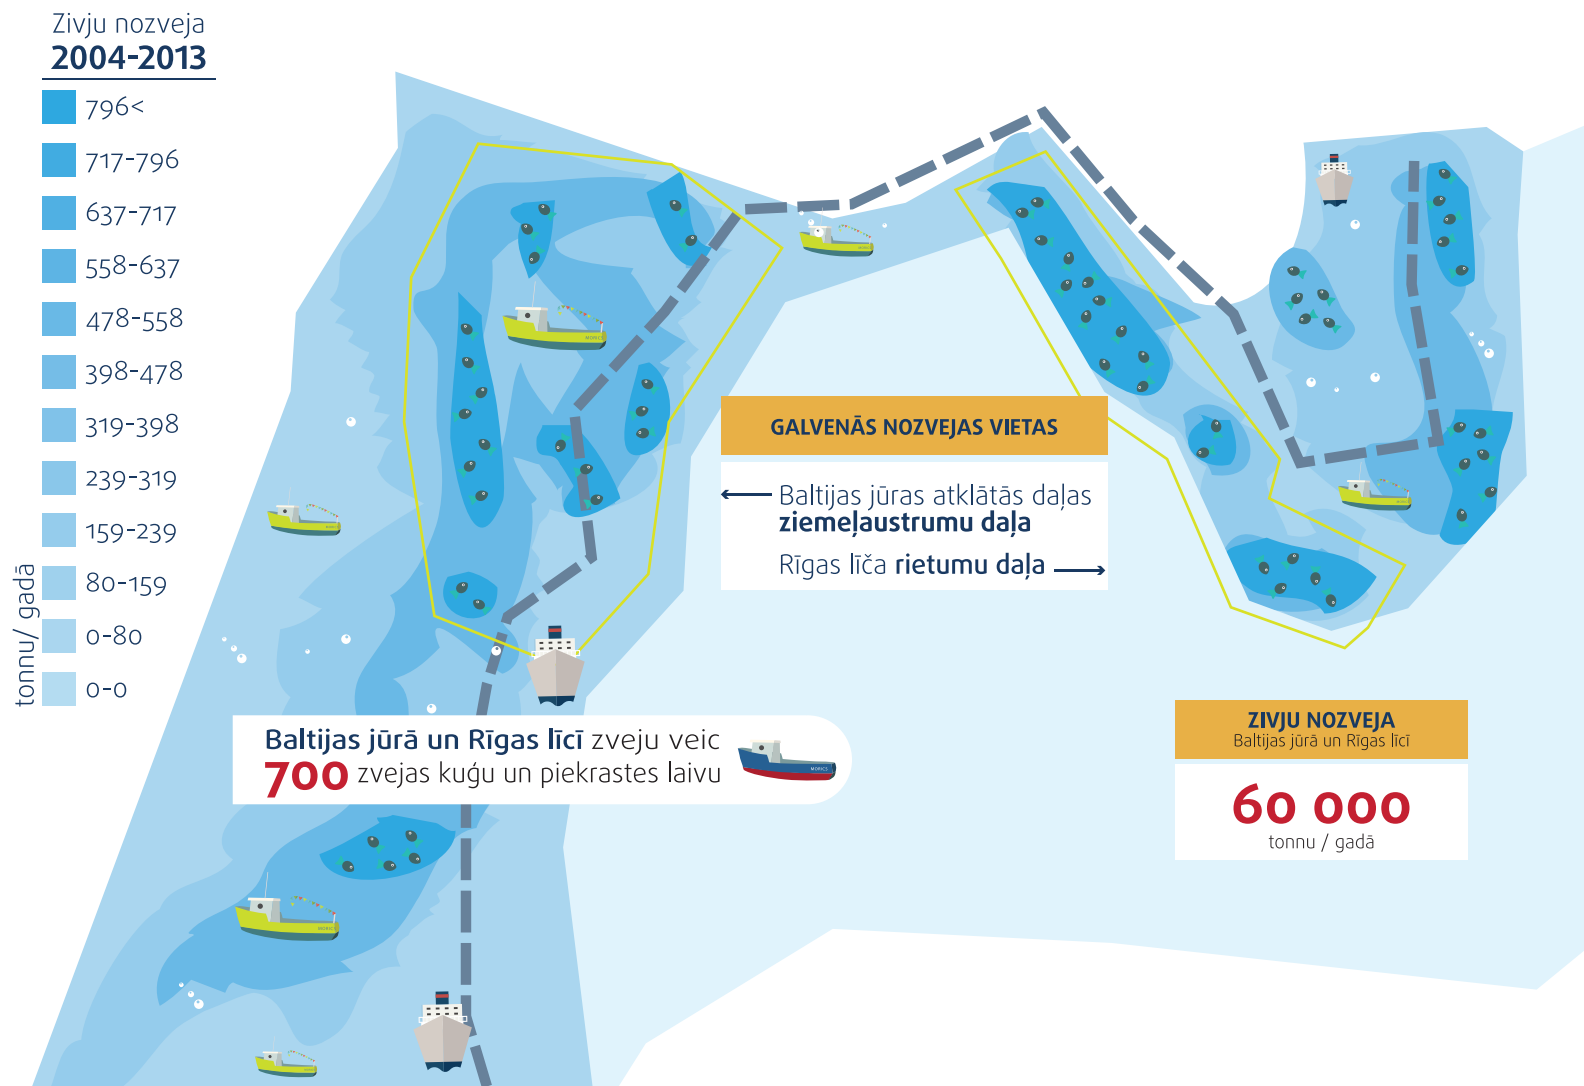 Zivju nozveja
2004-2013
796<
717-796
637-717
558-637
478-558
398-478
319-398
239-319
159-239
80-159
0-80
0-0
tonnu/ gadā
GALVENĀS NOZVEJAS VIETAS
Baltijas jūras atklātās daļas
ziemeļaustrumu daļa
Rīgas līča rietumu daļa
Baltijas jūrā un Rīgas līcī zveju veic
700 zvejas kuģu un piekrastes laivu
ZIVJU NOZVEJA
Baltijas jūrā un Rīgas līcī
60 000
tonnu / gadā